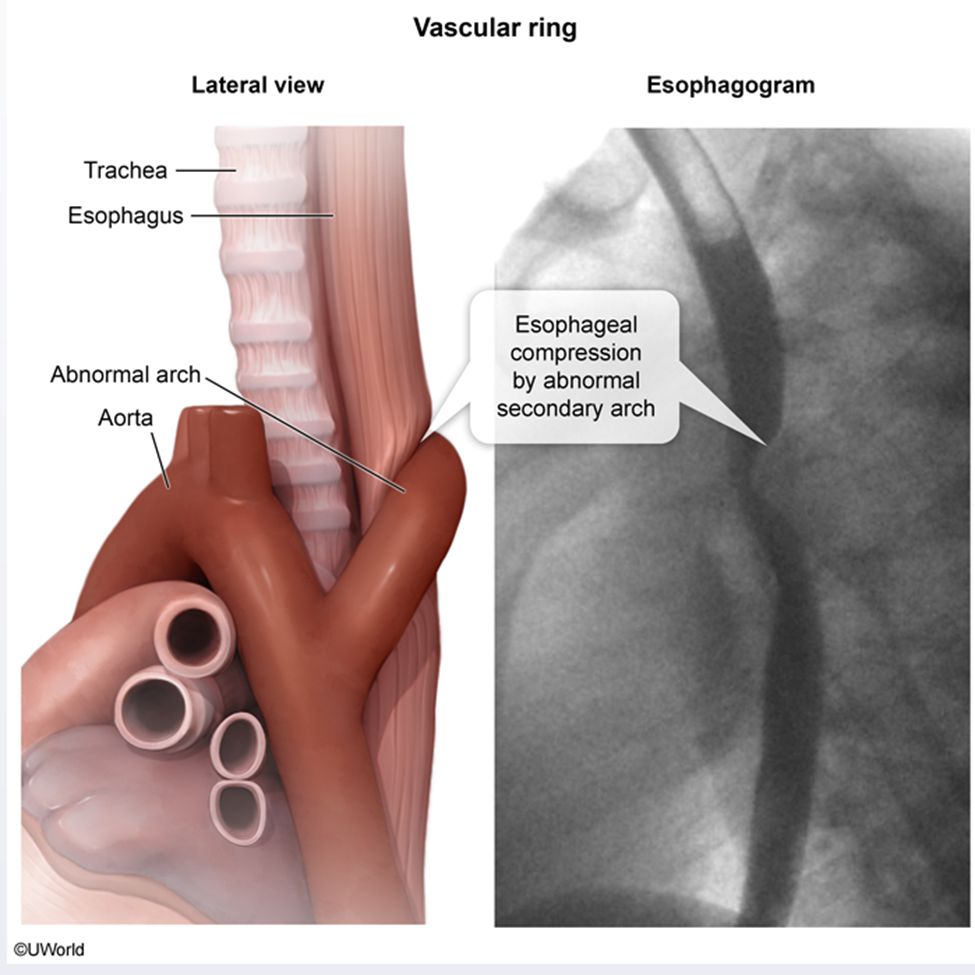 Vascular ring
Lateral view
Esophagogram
Trachea
Esophagus
Abnormal arch
Aorta
Esophageal
compression
by abnormal
secondary arch
©UWorld